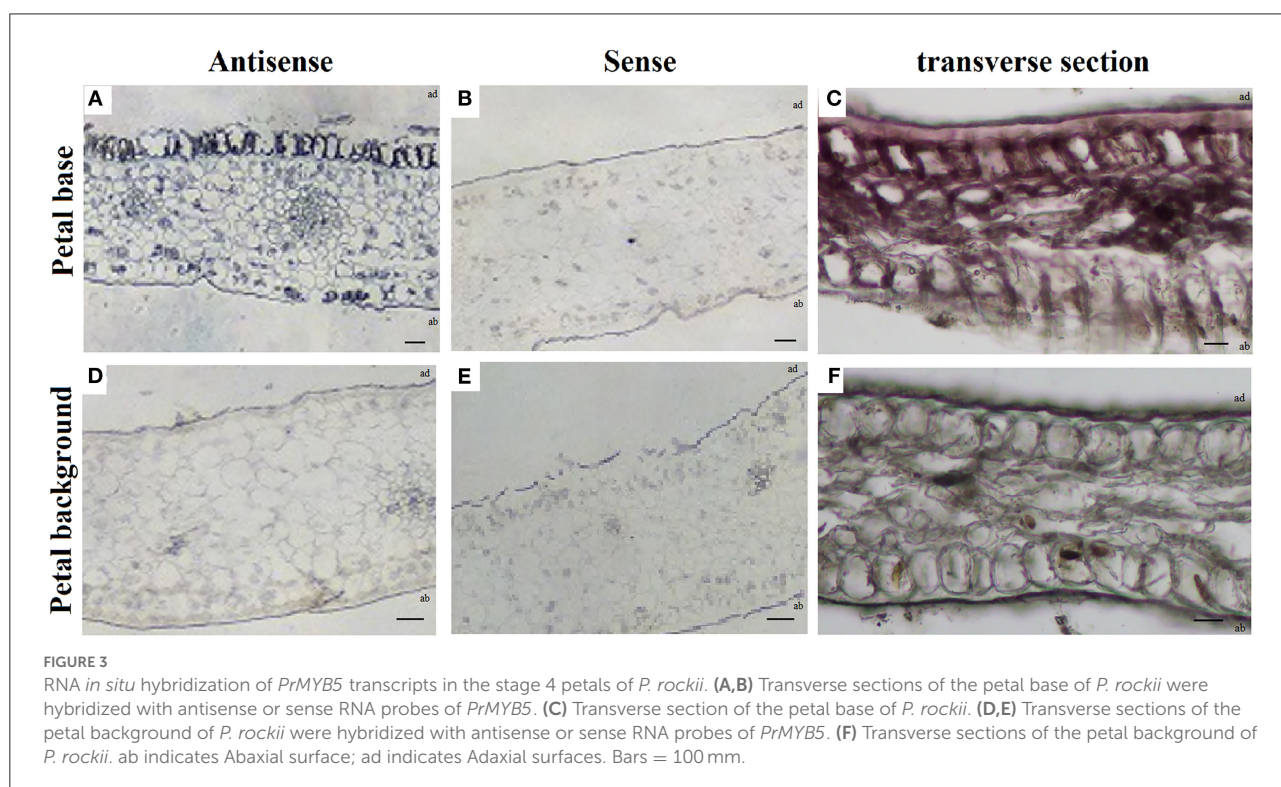 Antisense
Sense
transverse section
Petal base
A
ad
ab
B
ad
ab
C
ad
ab
Petal background
D
ad
ab
E
ad
ab
F
ad
ab
FIGURE 3
RNA in situ hybridization of PrMYB5 transcripts in the stage 4 petals of P. rockii. (A,B) Transverse sections of the petal base of P. rockii were
hybridized with antisense or sense RNA probes of PrMYB5. (C) Transverse section of the petal base of P. rockii. (D,E) Transverse sections of the
petal background of P. rockii were hybridized with antisense or sense RNA probes of PrMYB5. (F) Transverse sections of the petal background of
P. rockii. ab indicates Abaxial surface; ad indicates Adaxial surfaces. Bars = 100 mm.